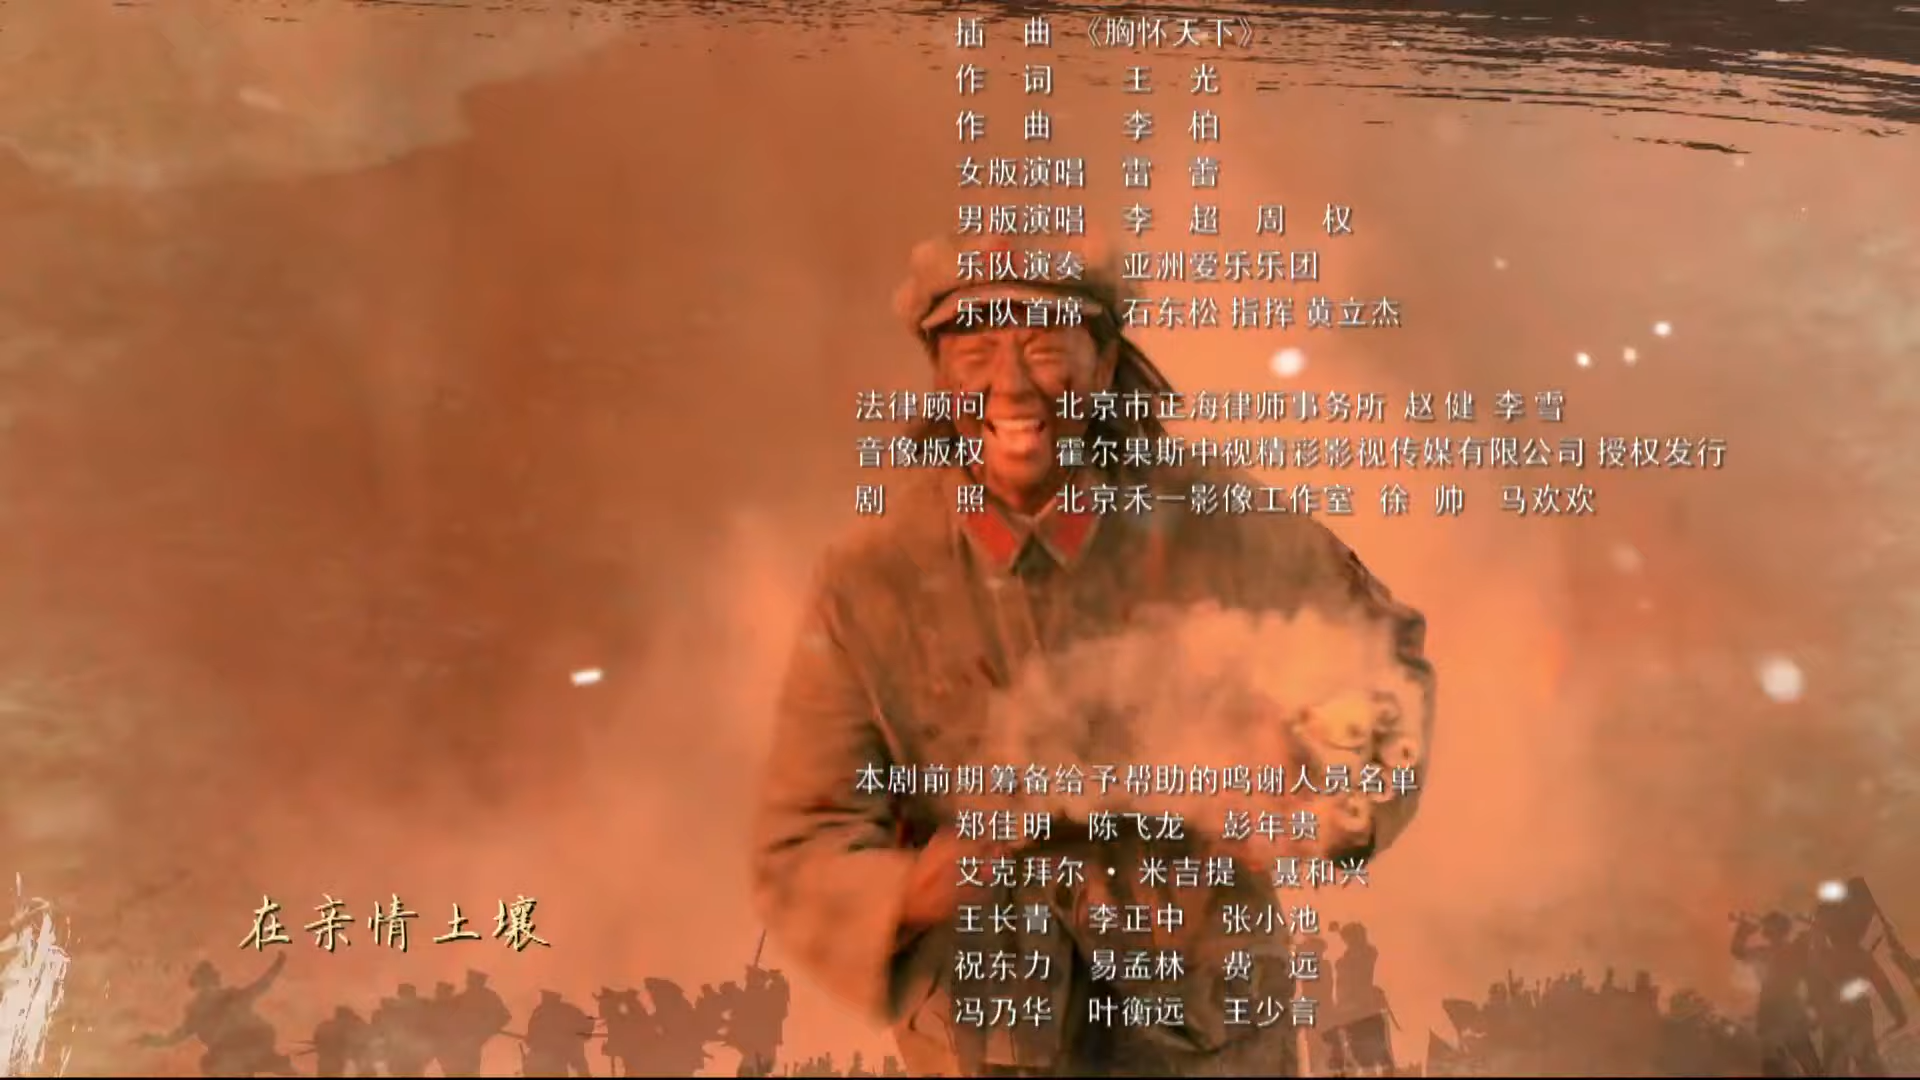 插 曲 《胸怀天下》
作 词 王 光
作 曲 李 柏
女版演唱 雷 蕾
男版演唱 李 超 周 权
乐队演奏 亚洲爱乐乐团
乐队首席 石东松 指挥 黄立杰
法律顾问 北京市正海律师事务所 赵健 李雪
音像版权 霍尔果斯中视精彩影视传媒有限公司 授权发行
剧 照 北京禾一影像工作室 徐 帅 马欢欢
本剧前期筹备给予帮助的鸣谢人员名单
郑佳明 陈飞龙 彭年贵
艾克拜尔·米吉提 聂和兴
王长青 李正中 张小池
祝东力 易孟林 费 远
冯乃华 叶衡远 王少言
在亲情土壤